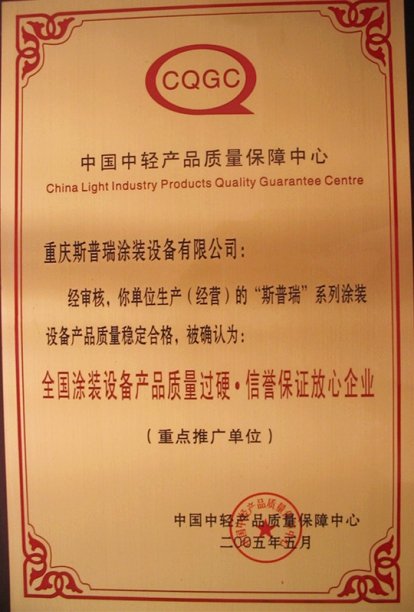 CQGC
中国中轻产品质量保障中心
China Light Industry Products Quality Guarantee Centre
重庆斯普瑞涂装设备有限公司：
经审核，你单位生产（经营）的“斯普瑞”系列涂装
设备产品质量稳定合格，被确认为：
全国涂装设备产品质量过硬·信誉保证放心企业
（重点推广单位）
中国中轻产品质量保障中心
二00五年五月